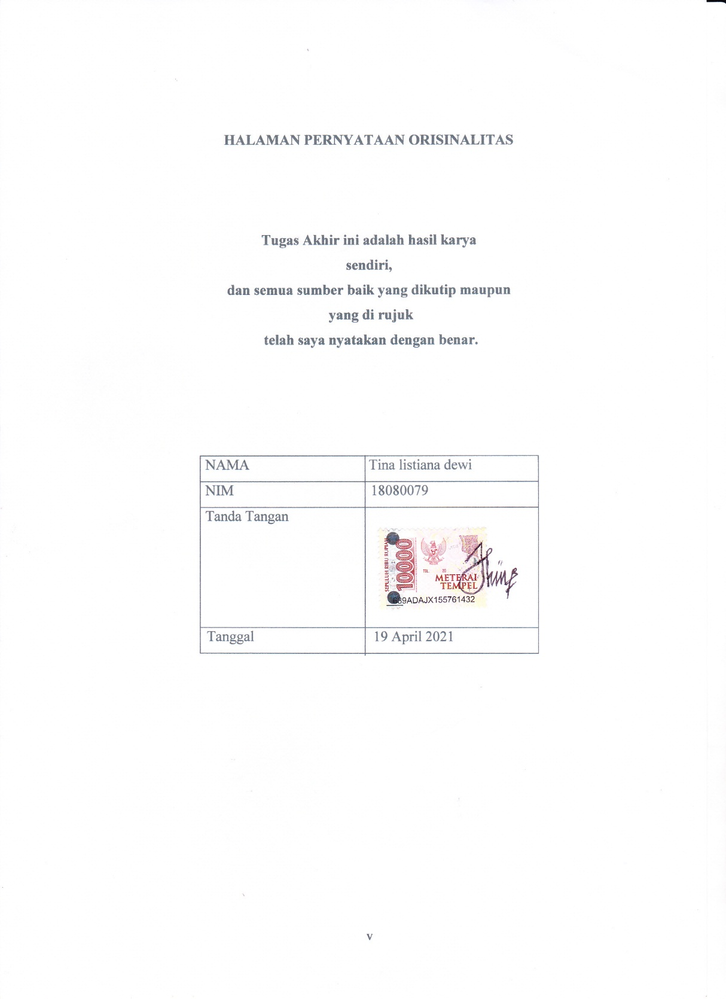 HALAMAN PERNYATAAN ORISINALITAS
Tugas Akhir ini adalah hasil karya
sendiri,
dan semua sumber baik yang dikutip maupun
yang di rujuk
telah saya nyatakan dengan benar.
NAMA Tina listiana dewi
NIM 18080079
Tanda Tangan
SEPULUH RIBU RUPIAH
10000
TGL. 20
METERAI
TEMPEL
639ADAJX155761432
Tanggal 19 April 2021
v